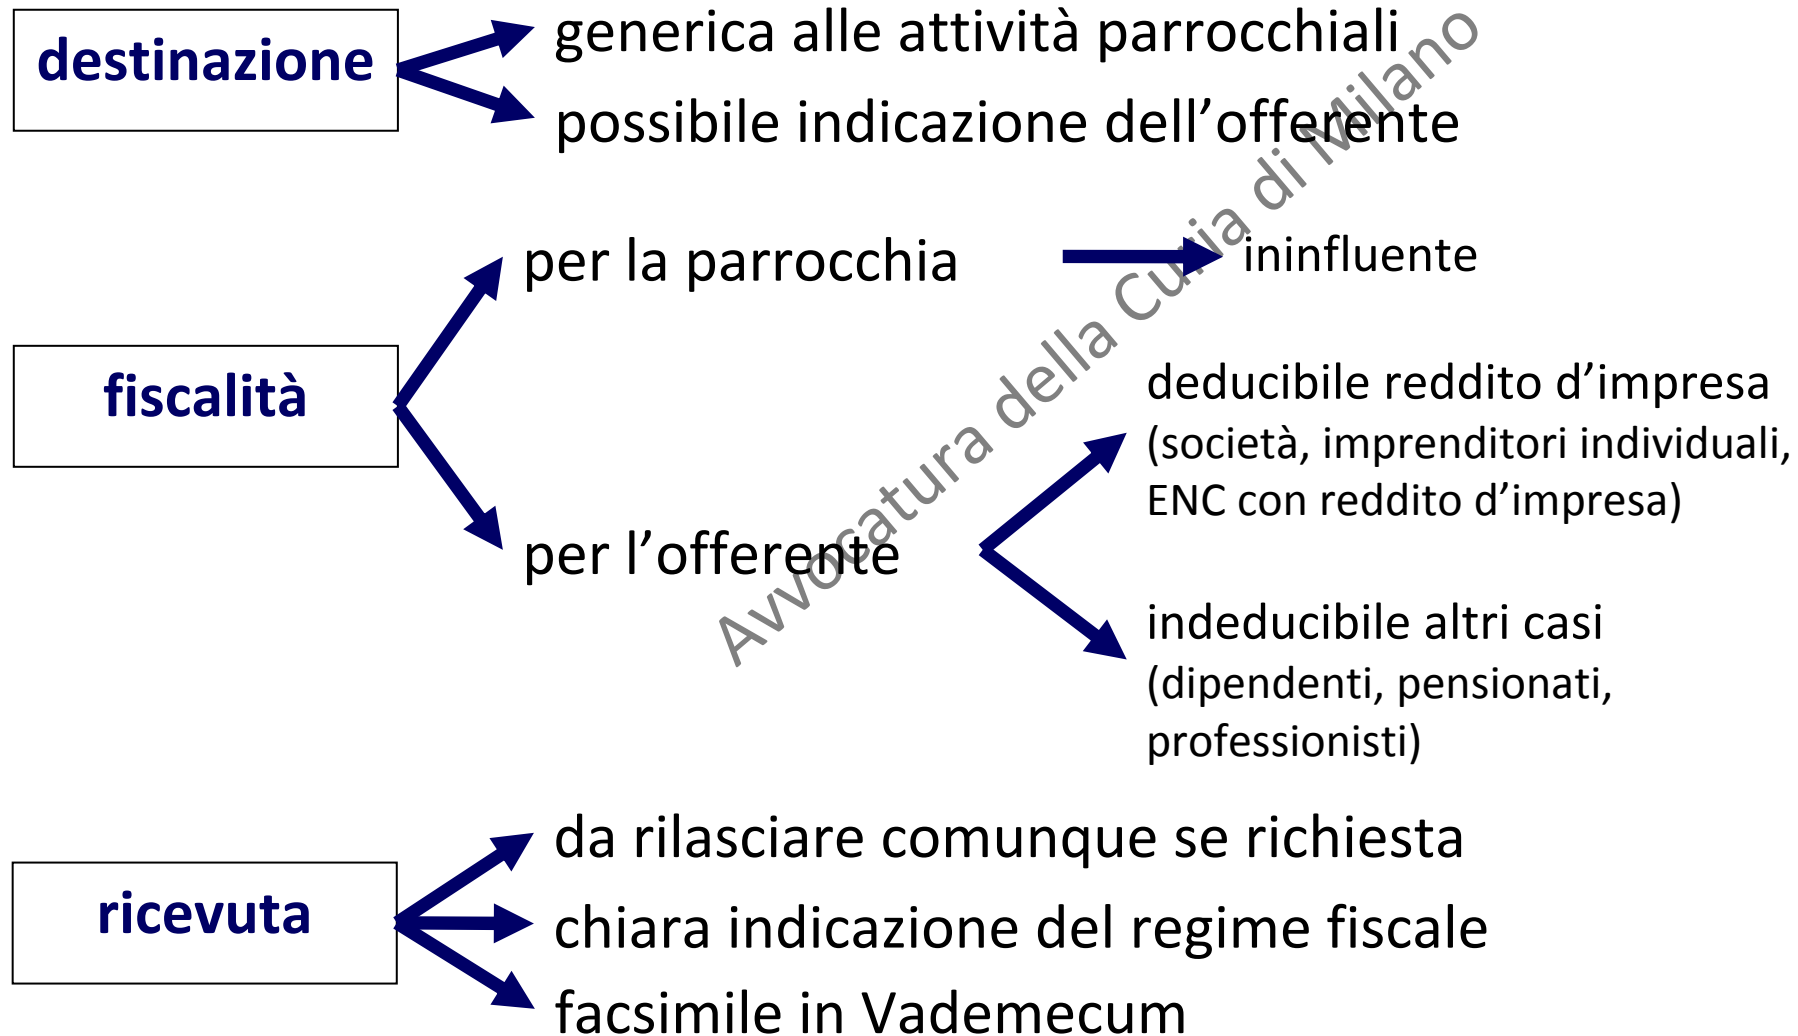 destinazione
generica alle attività parrocchiali
possibile indicazione dell’offerente
fiscalità
per la parrocchia
ininfluente
per l’offerente
deducibile reddito d’impresa
(società, imprenditori individuali,
ENC con reddito d’impresa)
indeducibile altri casi
(dipendenti, pensionati,
professionisti)
ricevuta
da rilasciare comunque se richiesta
chiara indicazione del regime fiscale
facsimile in Vademecum
Avvocatura della Curia di Milano